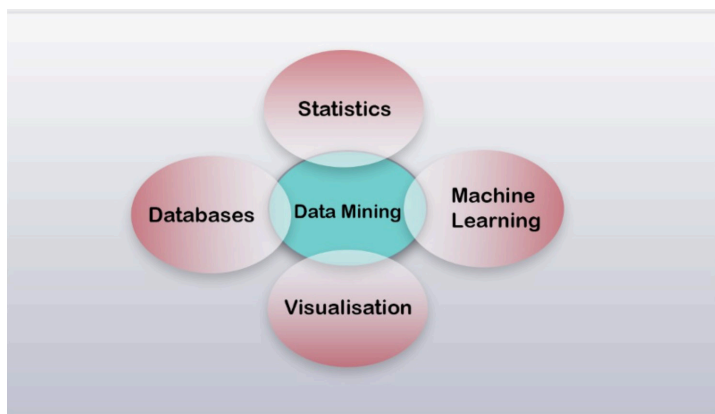 Statistics
Databases
Data Mining
Machine
Learning
Visualisation